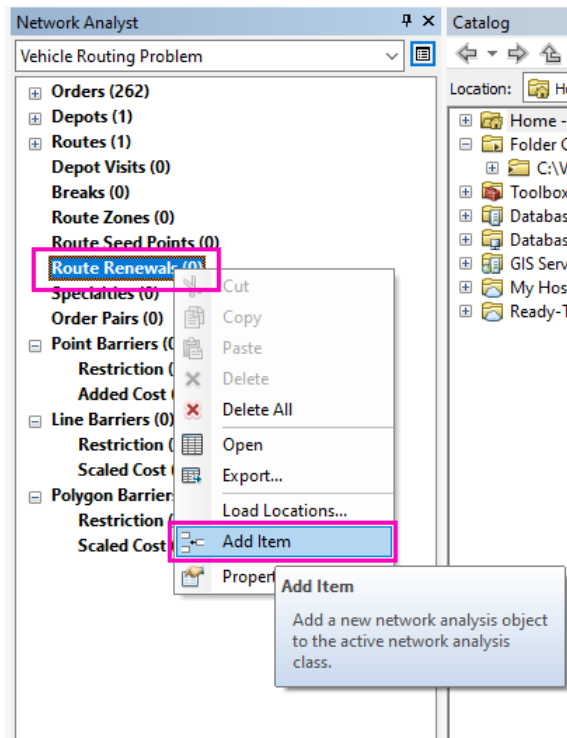 Network Analyst
Vehicle Routing Problem
Orders (262)
Depots (1)
Routes (1)
Depot Visits (0)
Breaks (0)
Route Zones (0)
Route Seed Points (0)
Route Renewals (0)
Specialties (0)
Order Pairs (0)
Point Barriers (0
Restriction (
Added Cost (
Line Barriers (0)
Restriction (
Scaled Cost (
Polygon Barrier
Restriction (
Scaled Cost
Cut
Copy
Paste
Delete
Delete All
Open
Export...
Load Locations...
Add Item
Propert
Add Item
Add a new network analysis object
to the active network analysis
class.
Catalog
Location: H
Home -
Folder C
C:\V
Toolbox
Databas
Databas
GIS Serv
My Hos
Ready-T